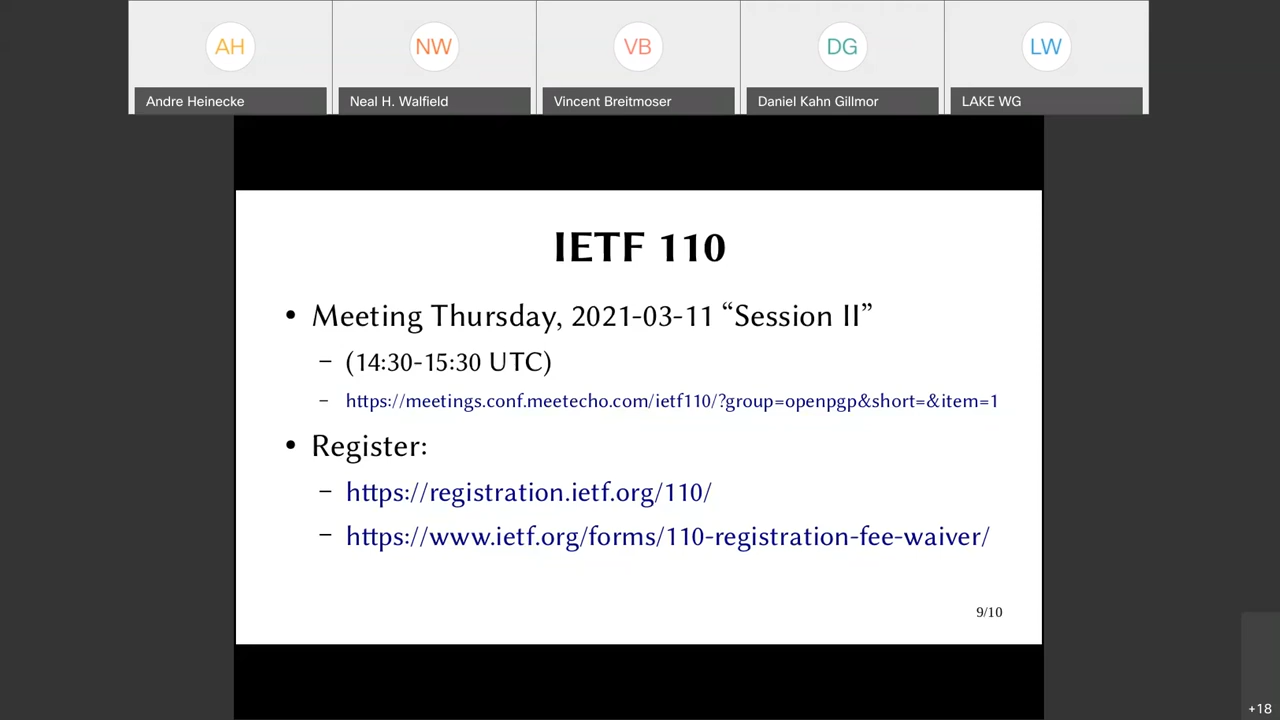 AH
NW
VB
DG
LW
Andre Heinecke
Neal H. Walfield
Vincent Breitmoser
Daniel Kahn Gillmor
LAKE WG
IETF 110
• Meeting Thursday, 2021-03-11 “Session II”
– (14:30-15:30 UTC)
– https://meetings.conf.meetecho.com/ietf110/?group=openpgp&short=&item=1
• Register:
– https://registration.ietf.org/110/
– https://www.ietf.org/forms/110-registration-fee-waiver/
9/10
+18